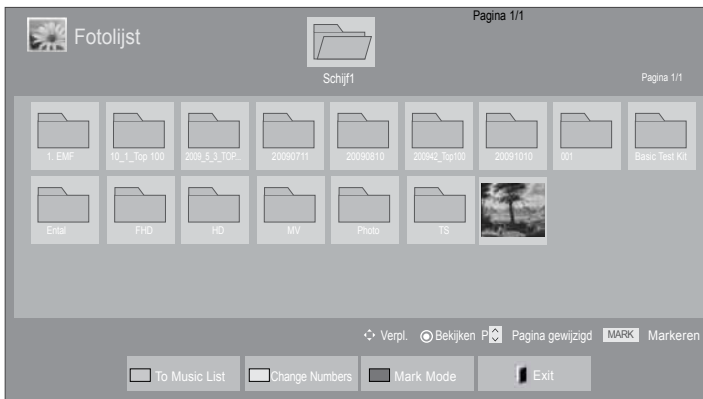 Pagina 1/1
Fotolijst
Schijf1
Pagina 1/1
1. EMF 10_1_Top 100 2009_5_3_TOP... 20090711 20090810 200942_Top100 20091010 001 Basic Test Kit
Ental FHD HD MV Photo TS
Verpl. Bekijken P Pagina gewijzigd MARK Markeren
To Music List Change Numbers Mark Mode Exit